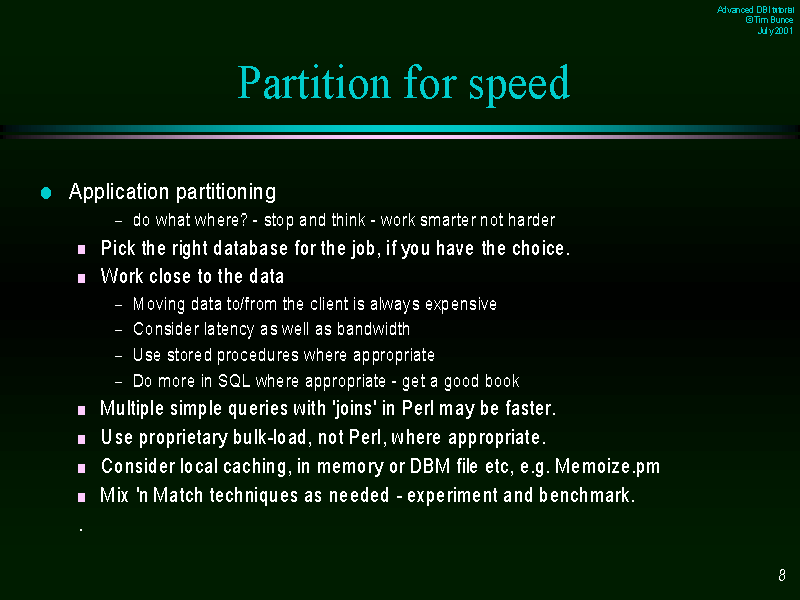 Advanced DBI tutorial
©Tim Bunce
July 2001
Partition for speed
Application partitioning
– do what where? - stop and think - work smarter not harder
Pick the right database for the job, if you have the choice.
Work close to the data
– Moving data to/from the client is always expensive
– Consider latency as well as bandwidth
– Use stored procedures where appropriate
– Do more in SQL where appropriate - get a good book
Multiple simple queries with 'joins' in Perl may be faster.
Use proprietary bulk-load, not Perl, where appropriate.
Consider local caching, in memory or DBM file etc, e.g. Memoize.pm
Mix 'n Match techniques as needed - experiment and benchmark.
.
8